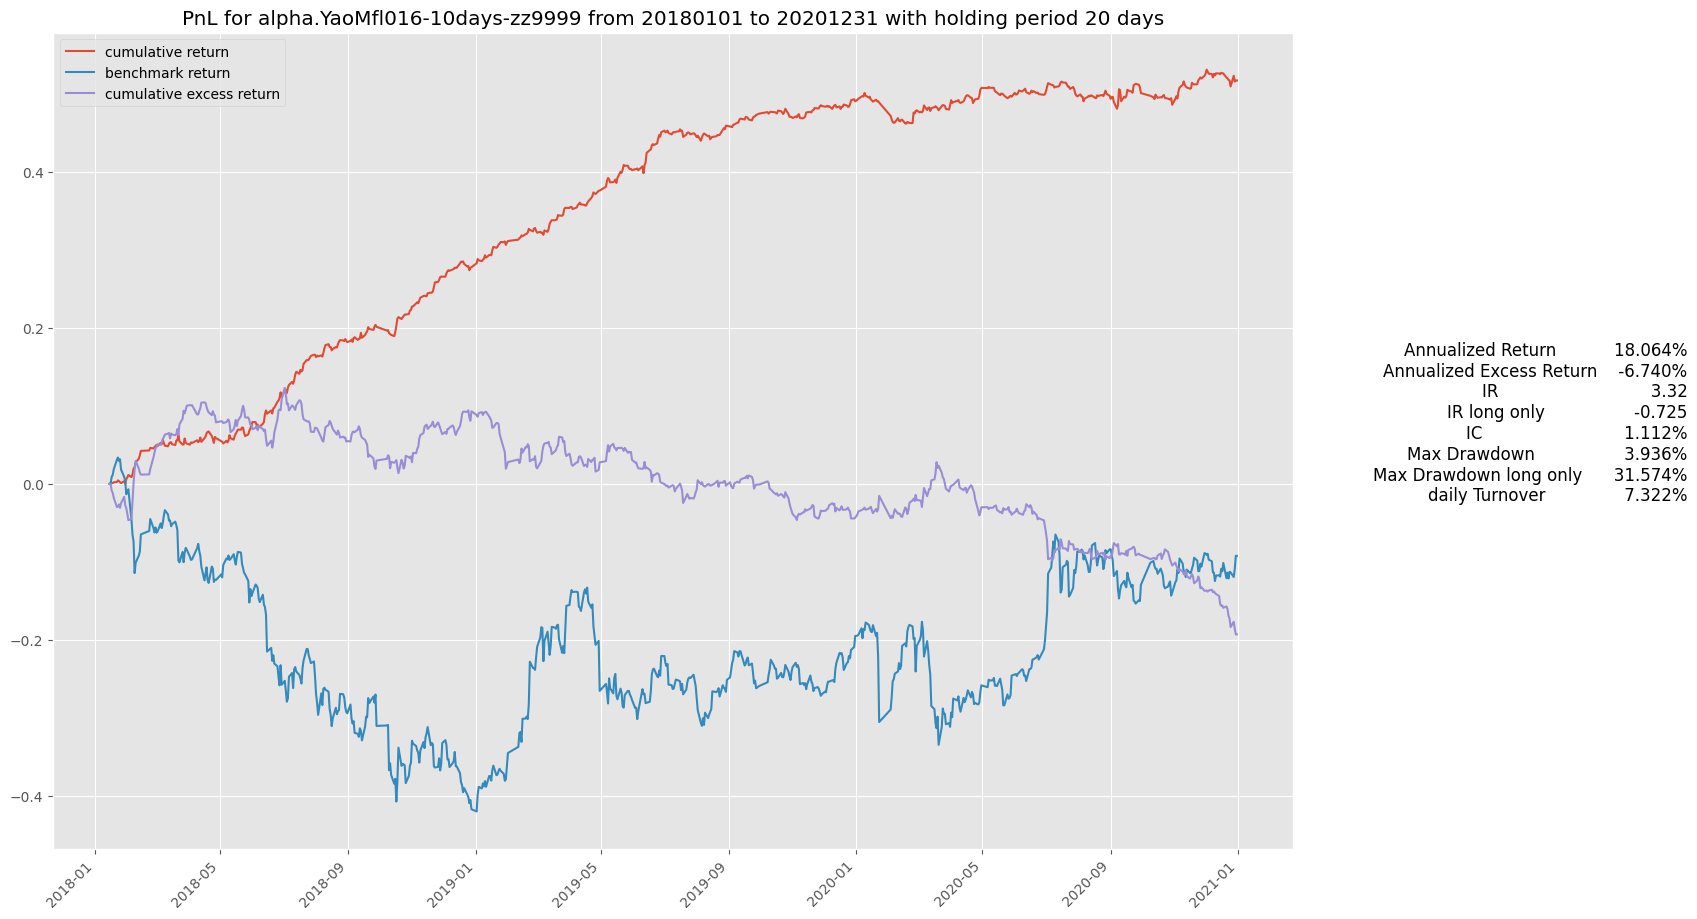 PnL for alpha.YaoMfl016-10days-zz9999 from 20180101 to 20201231 with holding period 20 days
cumulative return
benchmark return
cumulative excess return
0.4
0.2
0.0
−0.2
−0.4
2018-01
2018-05
2018-09
2019-01
2019-05
2019-09
2020-01
2020-05
2020-09
2021-01
Annualized Return 18.064%
Annualized Excess Return -6.740%
IR 3.32
IR long only -0.725
IC 1.112%
Max Drawdown 3.936%
Max Drawdown long only 31.574%
daily Turnover 7.322%